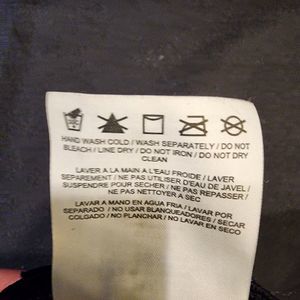 HAND WASH COLD / WASH SEPARATELY / DO NOT
BLEACH / LINE DRY / DO NOT IRON / DO NOT DRY
CLEAN
LAVER A LA MAIN A L'EAU FROIDE / LAVER
SEPAREMENT / NE PAS UTILISER D'EAU DE JAVEL /
SUSPENDRE POUR SECHER / NE PAS REPASSER /
NE PAS NETTOYER A SEC
LAVAR A MANO EN AGUA FRIA / LAVAR POR
SEPARADO / NO USAR BLANQUEADORES / SECAR
COLGADO / NO PLANCHAR / NO LAVAR EN SECO